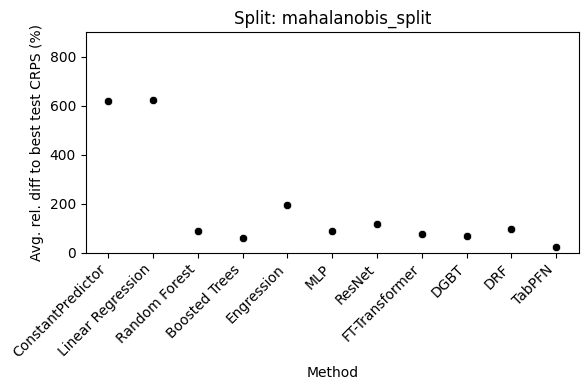 Split: mahalanobis_split
Avg. rel. diff to best test CRPS (%)
800
600
400
200
0
ConstantPredictor
Linear Regression
Random Forest
Boosted Trees
Engression
MLP
ResNet
FT-Transformer
DGBT
DRF
TabPFN
Method